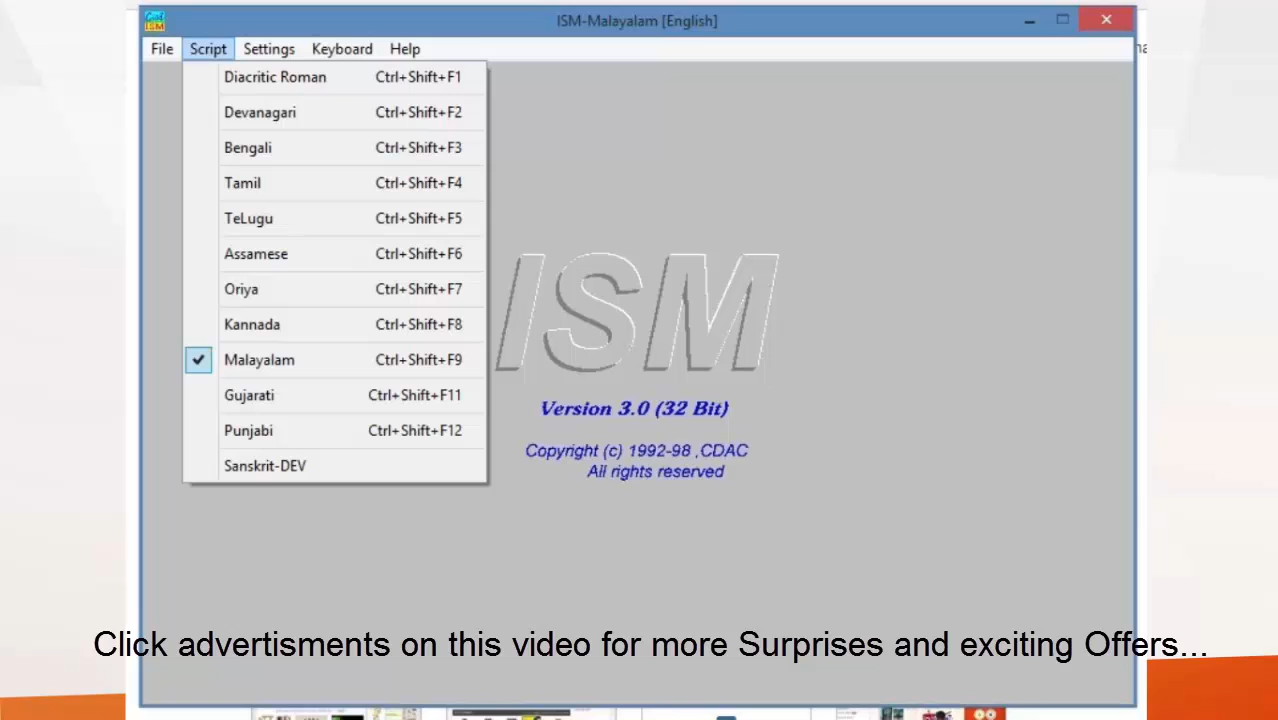 ISM-Malayalam [English]
File Script Settings Keyboard Help
Diacritic Roman Ctrl+Shift+F1
Devanagari Ctrl+Shift+F2
Bengali Ctrl+Shift+F3
Tamil Ctrl+Shift+F4
TeLugu Ctrl+Shift+F5
Assamese Ctrl+Shift+F6
Oriya Ctrl+Shift+F7
Kannada Ctrl+Shift+F8
Malayalam Ctrl+Shift+F9
Gujarati Ctrl+Shift+F11
Punjabi Ctrl+Shift+F12
Sanskrit-DEV
ISM
Version 3.0 (32 Bit)
Copyright (c) 1992-98 ,CDAC
All rights reserved
Click advertisments on this video for more Surprises and exciting Offers...